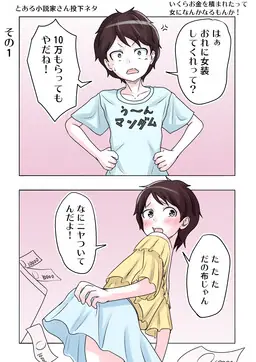 とある小説家さん投下ネタ
いくらお金を積まれたって
女になんかなるもんか！
その1
はぁ
おれに女装
してくれって？
10万もらっても
やだね！
うーん
マンダム
たたた
だの布じゃん
なにニヤついて
んだよ！